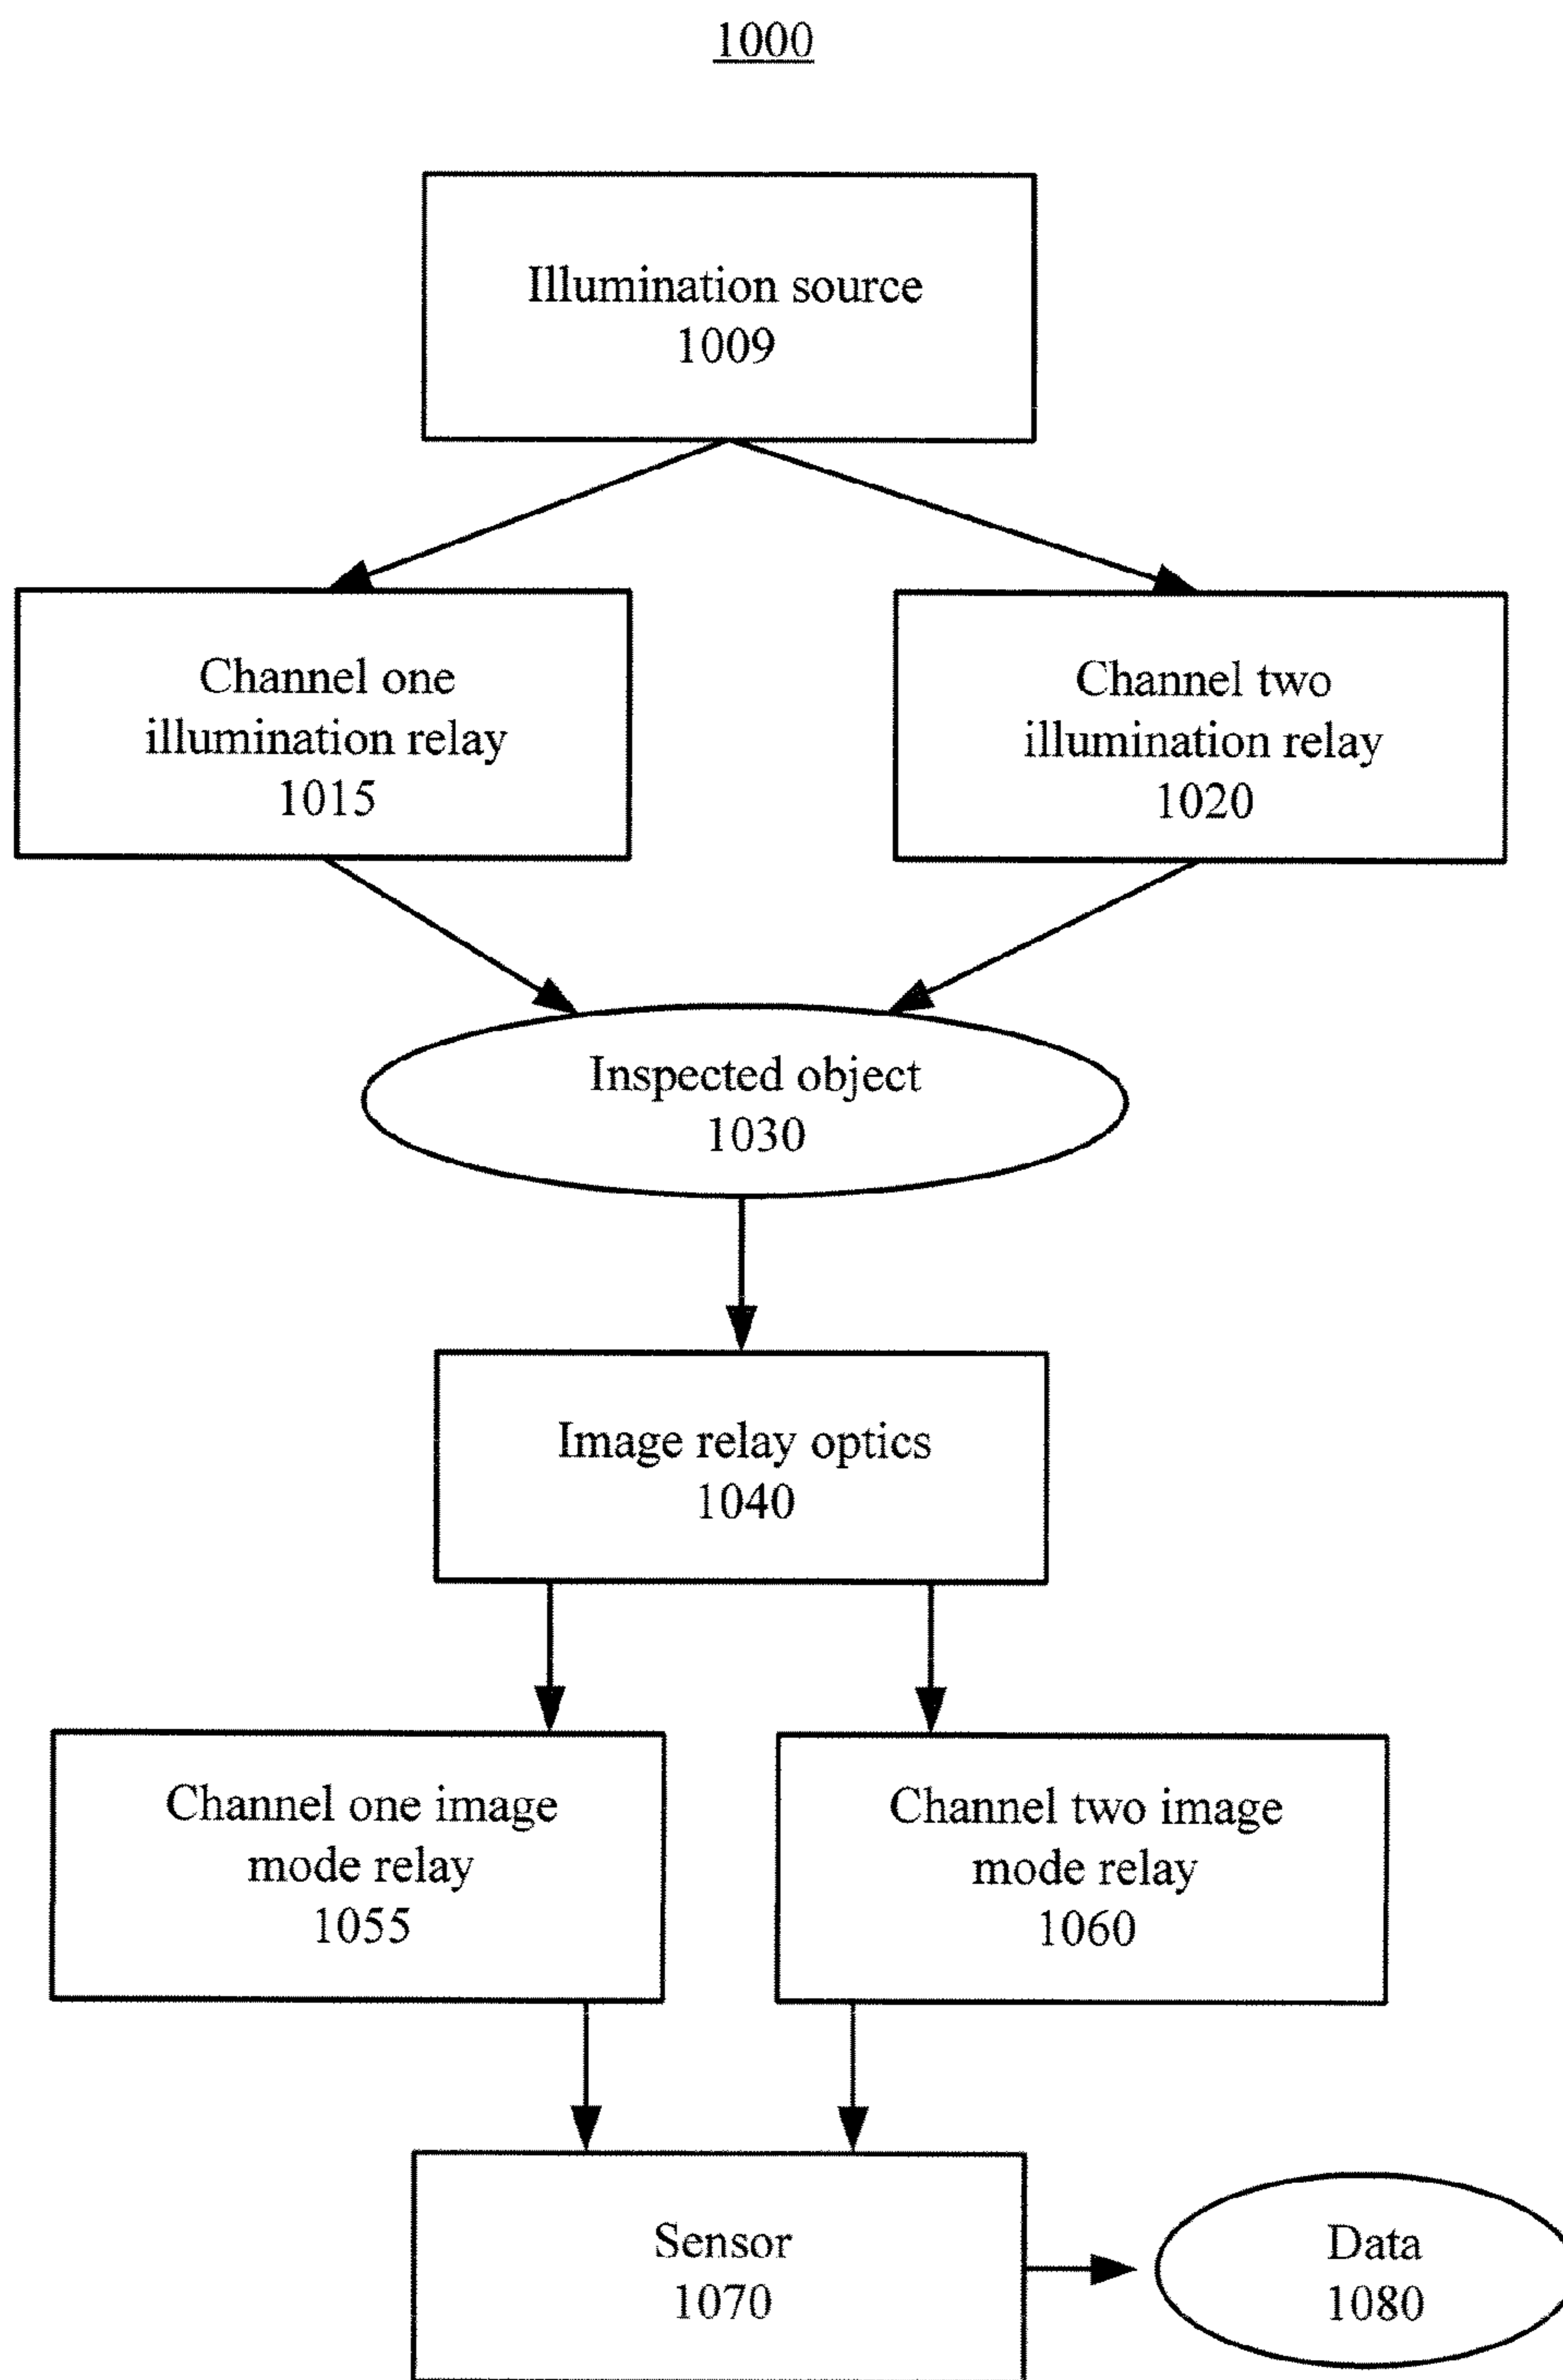 1000
Illumination source
1009
Channel one
illumination relay
1015
Channel two
illumination relay
1020
Inspected object
1030
Image relay optics
1040
Channel one image
mode relay
1055
Channel two image
mode relay
1060
Sensor
1070
Data
1080